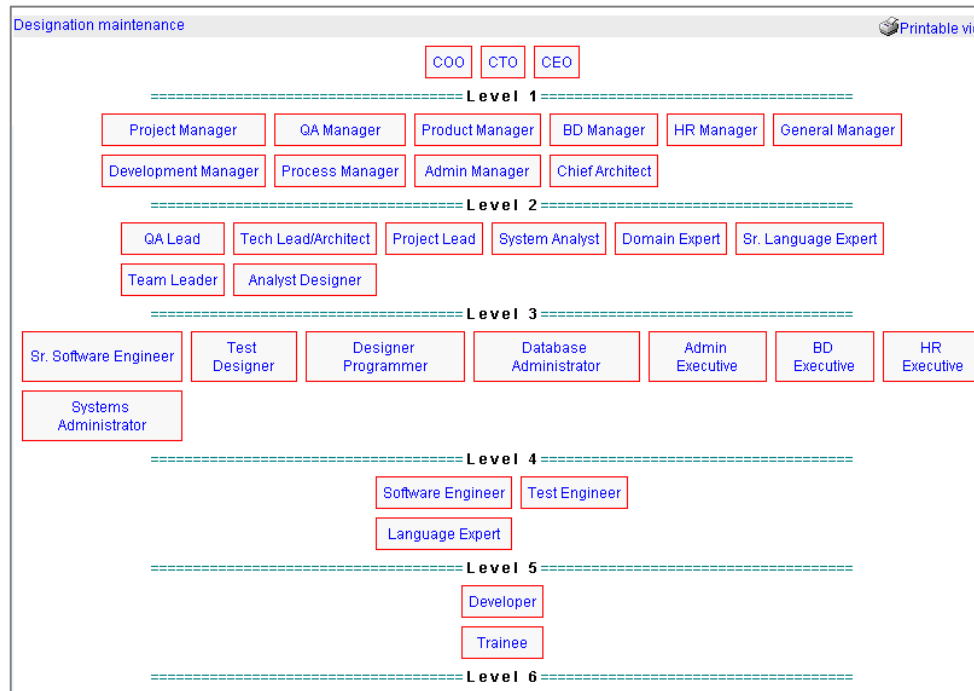 Designation maintenance Printable vi
COO CTO CEO
================================== Level 1 ==================================
Project Manager QA Manager Product Manager BD Manager HR Manager General Manager
Development Manager Process Manager Admin Manager Chief Architect
================================== Level 2 ==================================
QA Lead Tech Lead/Architect Project Lead System Analyst Domain Expert Sr. Language Expert
Team Leader Analyst Designer
================================== Level 3 ==================================
Sr. Software Engineer Test Designer Designer Programmer Database Administrator Admin Executive BD Executive HR Executive
Systems Administrator
================================== Level 4 ==================================
Software Engineer Test Engineer
Language Expert
================================== Level 5 ==================================
Developer
Trainee
================================== Level 6 ==================================